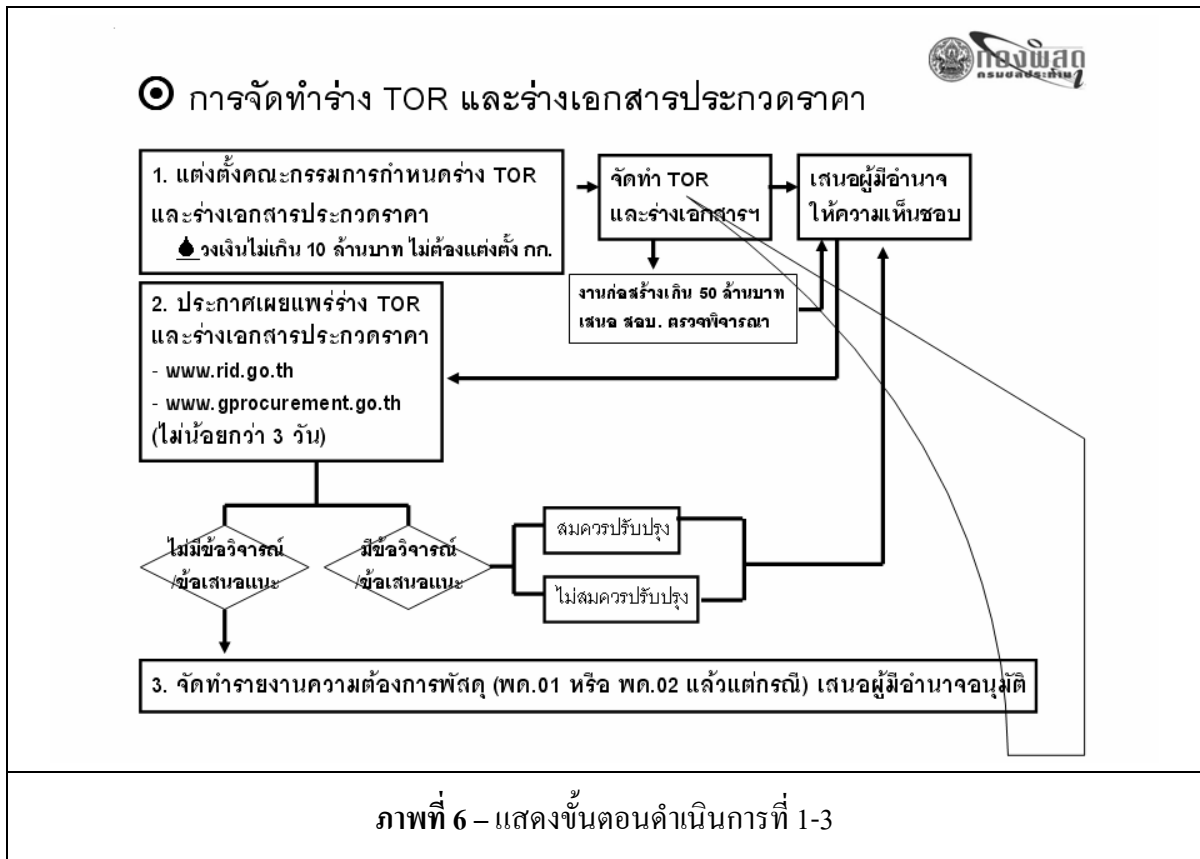 กองพัสดุ
กรมชลประทาน
การจัดทำร่าง TOR และร่างเอกสารประกวดราคา
1. แต่งตั้งคณะกรรมการกำหนดร่าง TOR
และร่างเอกสารประกวดราคา
วงเงินไม่เกิน 10 ล้านบาท ไม่ต้องแต่งตั้ง กก.
จัดทำ TOR
และร่างเอกสารฯ
เสนอผู้มีอำนาจ
ให้ความเห็นชอบ
งานก่อสร้างเกิน 50 ล้านบาท
เสนอ สอบ. ตรวจพิจารณา
2. ประกาศเผยแพร่ร่าง TOR
และร่างเอกสารประกวดราคา
- www.rid.go.th
- www.gprocurement.go.th
(ไม่น้อยกว่า 3 วัน)
ไม่มีข้อวิจารณ์
/ข้อเสนอแนะ
มีข้อวิจารณ์
/ข้อเสนอแนะ
สมควรปรับปรุง
ไม่สมควรปรับปรุง
3. จัดทำรายงานความต้องการพัสดุ (พด.01 หรือ พด.02 แล้วแต่กรณี) เสนอผู้มีอำนาจอนุมัติ
ภาพที่ 6 – แสดงขั้นตอนดำเนินการที่ 1-3